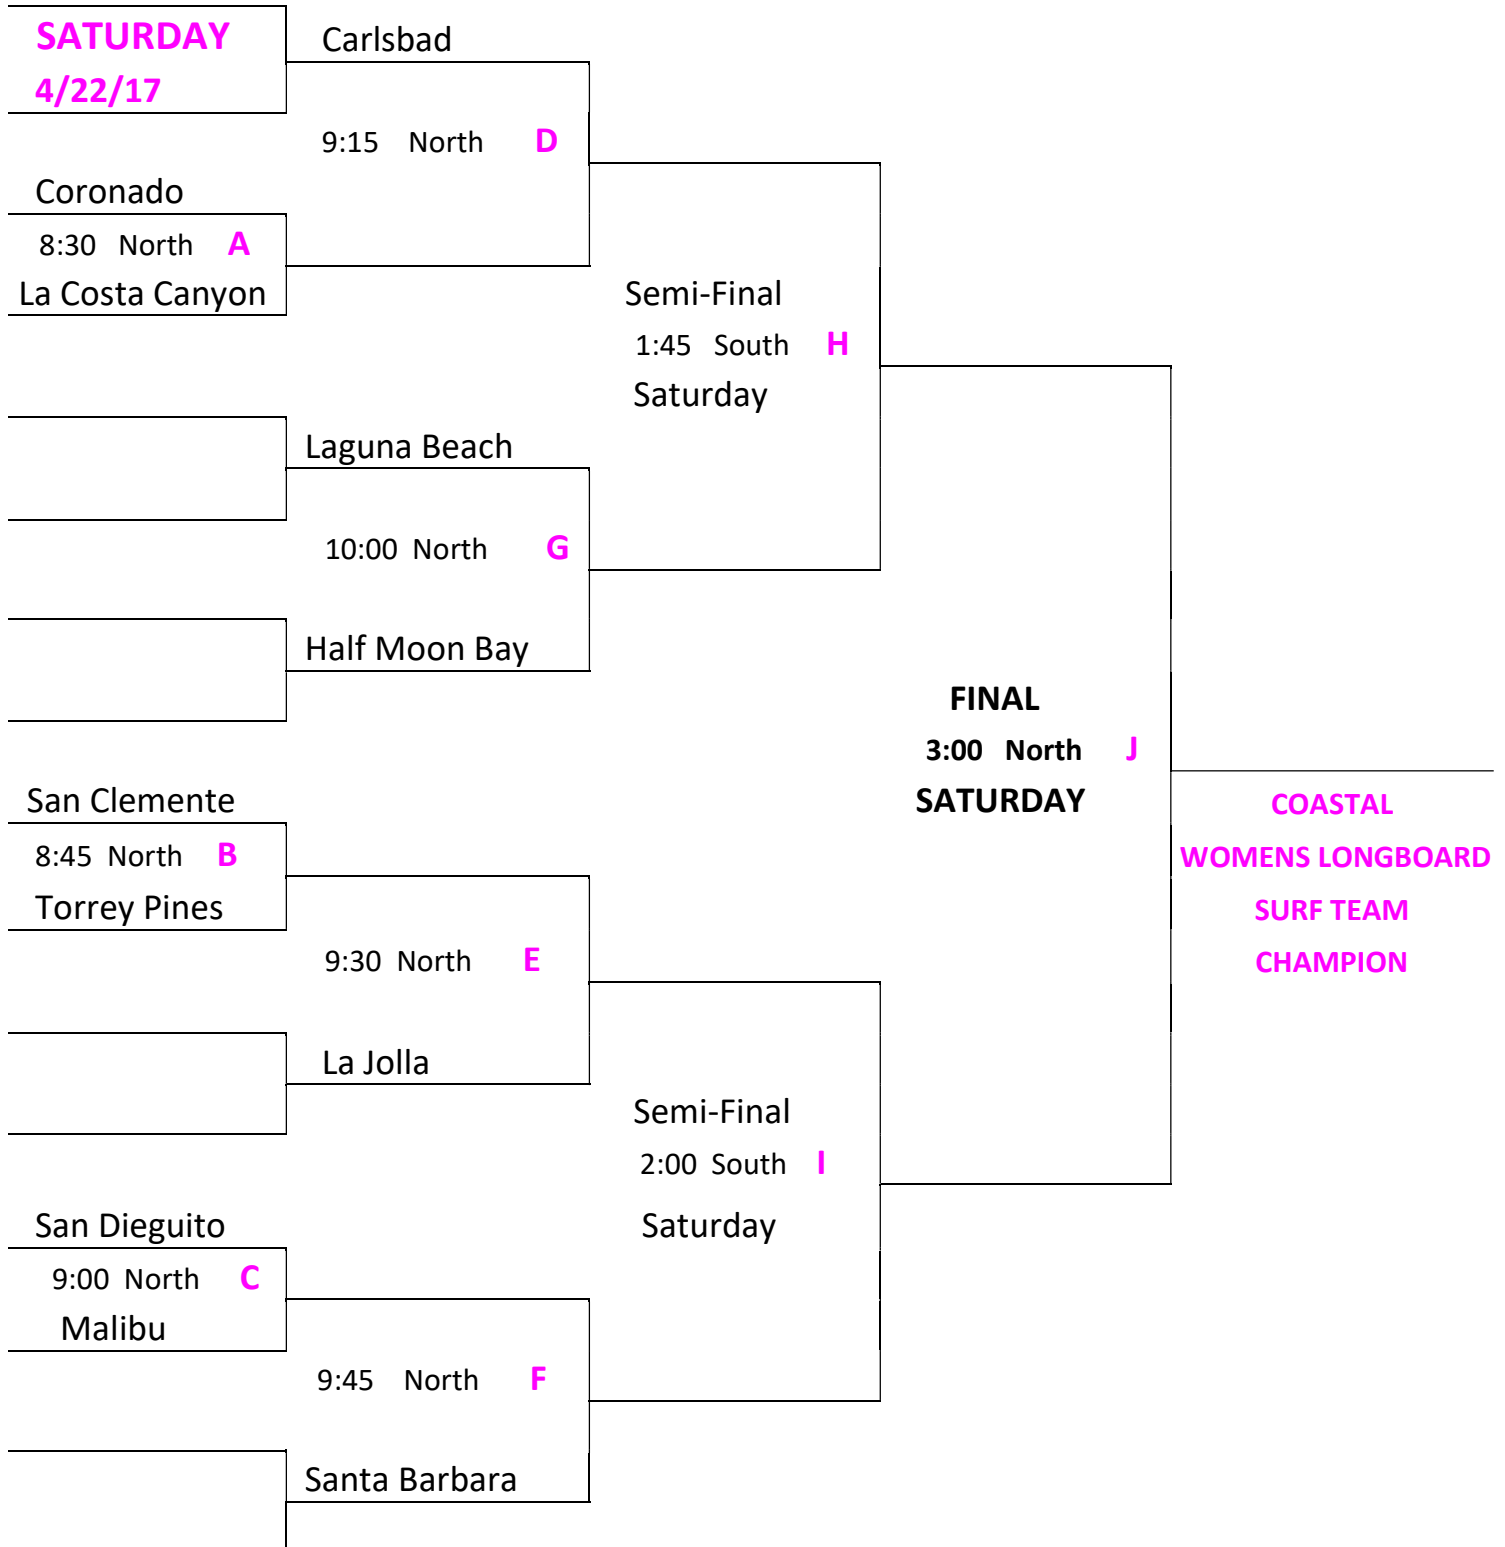 SATURDAY
4/22/17
Carlsbad
9:15 North D
Coronado
8:30 North A
La Costa Canyon
Semi-Final
1:45 South H
Saturday
Laguna Beach
10:00 North G
Half Moon Bay
FINAL
3:00 North J
SATURDAY
San Clemente
8:45 North B
Torrey Pines
COASTAL
WOMENS LONGBOARD
SURF TEAM
CHAMPION
9:30 North E
La Jolla
Semi-Final
2:00 South I
Saturday
San Dieguito
9:00 North C
Malibu
9:45 North F
Santa Barbara